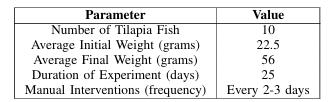 Parameter Value
Number of Tilapia Fish 10
Average Initial Weight (grams) 22.5
Average Final Weight (grams) 56
Duration of Experiment (days) 25
Manual Interventions (frequency) Every 2-3 days